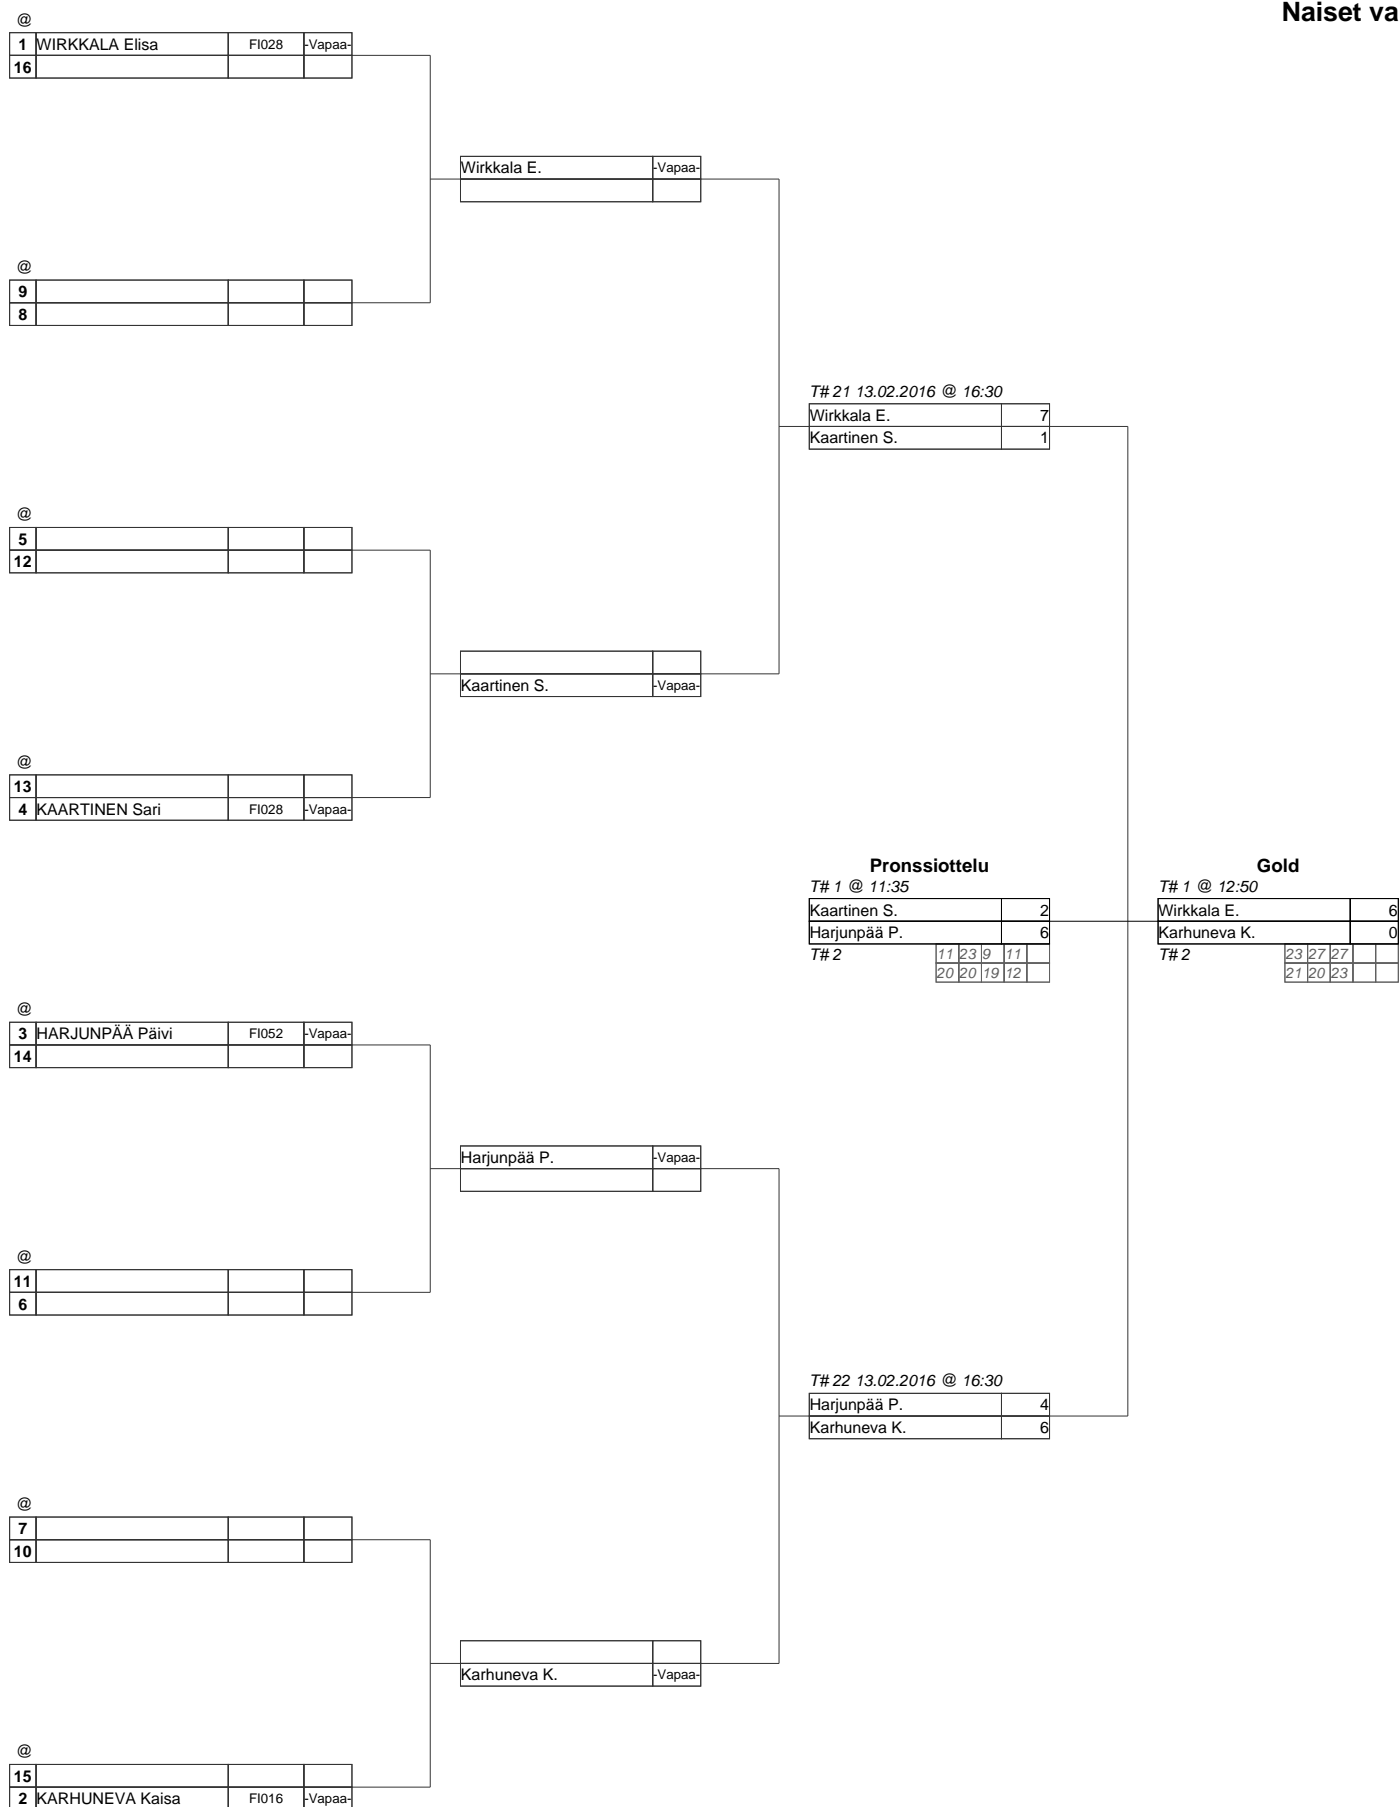 Naiset va
@
1 WIRKKALA Elisa FI028 -Vapaa-
16
Wirkkala E. -Vapaa-
@
9
8
T# 21 13.02.2016 @ 16:30
Wirkkala E. 7
Kaartinen S. 1
@
5
12
Kaartinen S. -Vapaa-
@
13
4 KAARTINEN Sari FI028 -Vapaa-
Pronssiottelu
T# 1 @ 11:35
Kaartinen S. 2
Harjunpää P. 6
T# 2 11 23 9 11
20 20 19 12
Gold
T# 1 @ 12:50
Wirkkala E. 6
Karhuneva K. 0
T# 2 23 27 27
21 20 23
@
3 HARJUNPÄÄ Päivi FI052 -Vapaa-
14
Harjunpää P. -Vapaa-
@
11
6
T# 22 13.02.2016 @ 16:30
Harjunpää P. 4
Karhuneva K. 6
@
7
10
Karhuneva K. -Vapaa-
@
15
2 KARHUNEVA Kaisa FI016 -Vapaa-